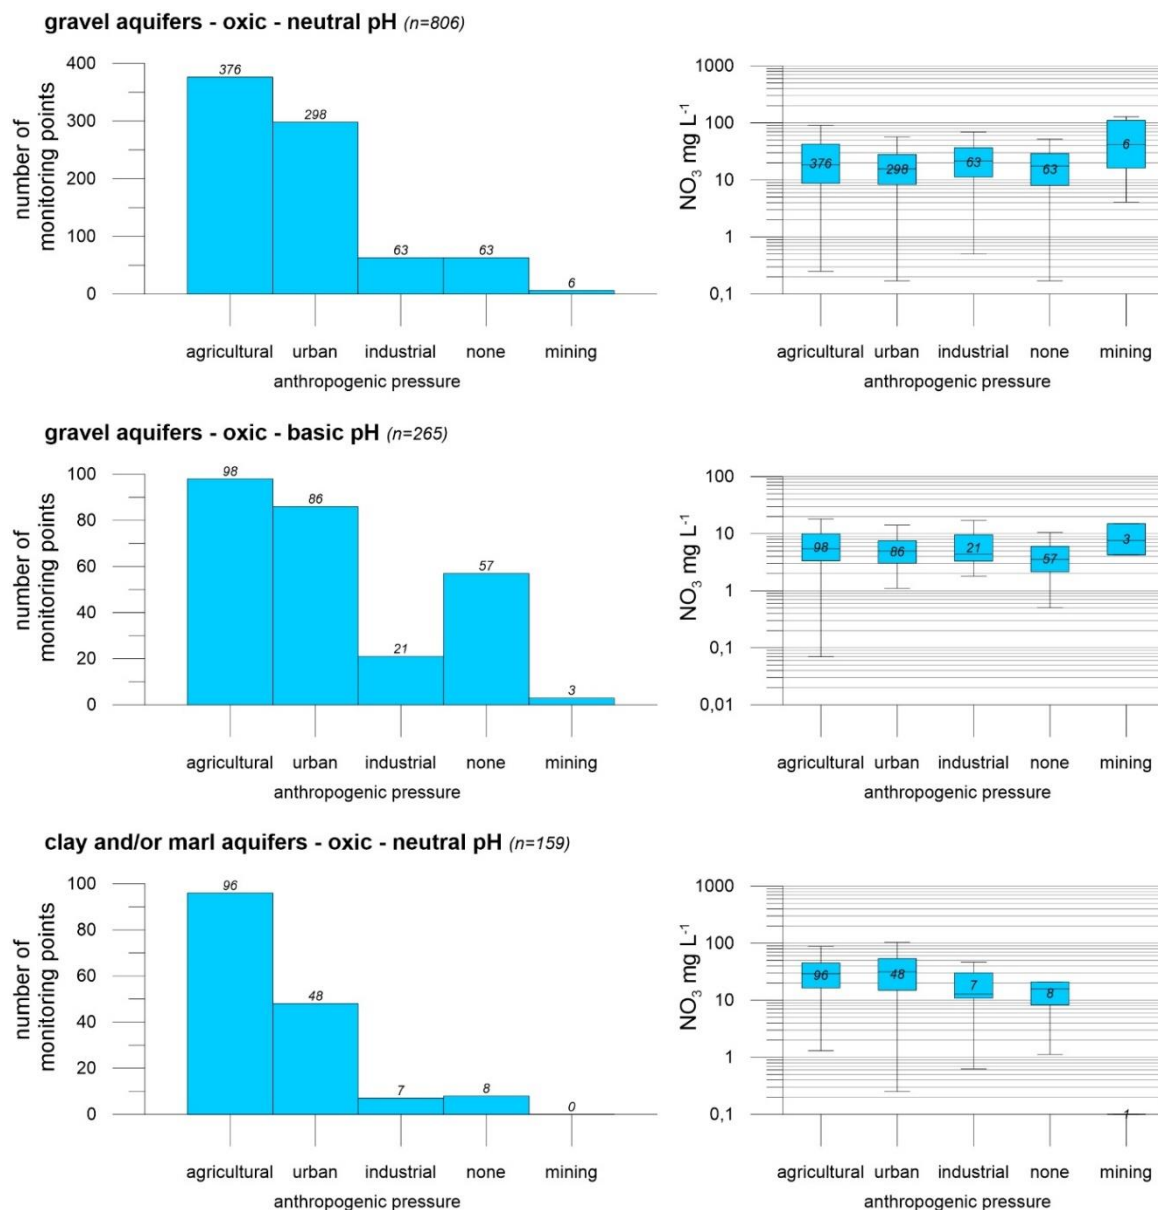 gravel aquifers - oxic - neutral pH (n=806)
number of
monitoring points
400
300
200
100
0
376
298
63
63
6
agricultural
urban
industrial
none
mining
anthropogenic pressure
NO3 mg L-1
1000
100
10
1
0,1
376
298
63
63
6
agricultural
urban
industrial
none
mining
anthropogenic pressure
gravel aquifers - oxic - basic pH (n=265)
number of
monitoring points
100
80
60
40
20
0
98
86
21
57
3
agricultural
urban
industrial
none
mining
anthropogenic pressure
NO3 mg L-1
100
10
1
0,1
0,01
98
86
21
57
3
agricultural
urban
industrial
none
mining
anthropogenic pressure
clay and/or marl aquifers - oxic - neutral pH (n=159)
number of
monitoring points
100
80
60
40
20
0
96
48
7
8
0
agricultural
urban
industrial
none
mining
anthropogenic pressure
NO3 mg L-1
1000
100
10
1
0,1
96
48
7
8
1
agricultural
urban
industrial
none
mining
anthropogenic pressure